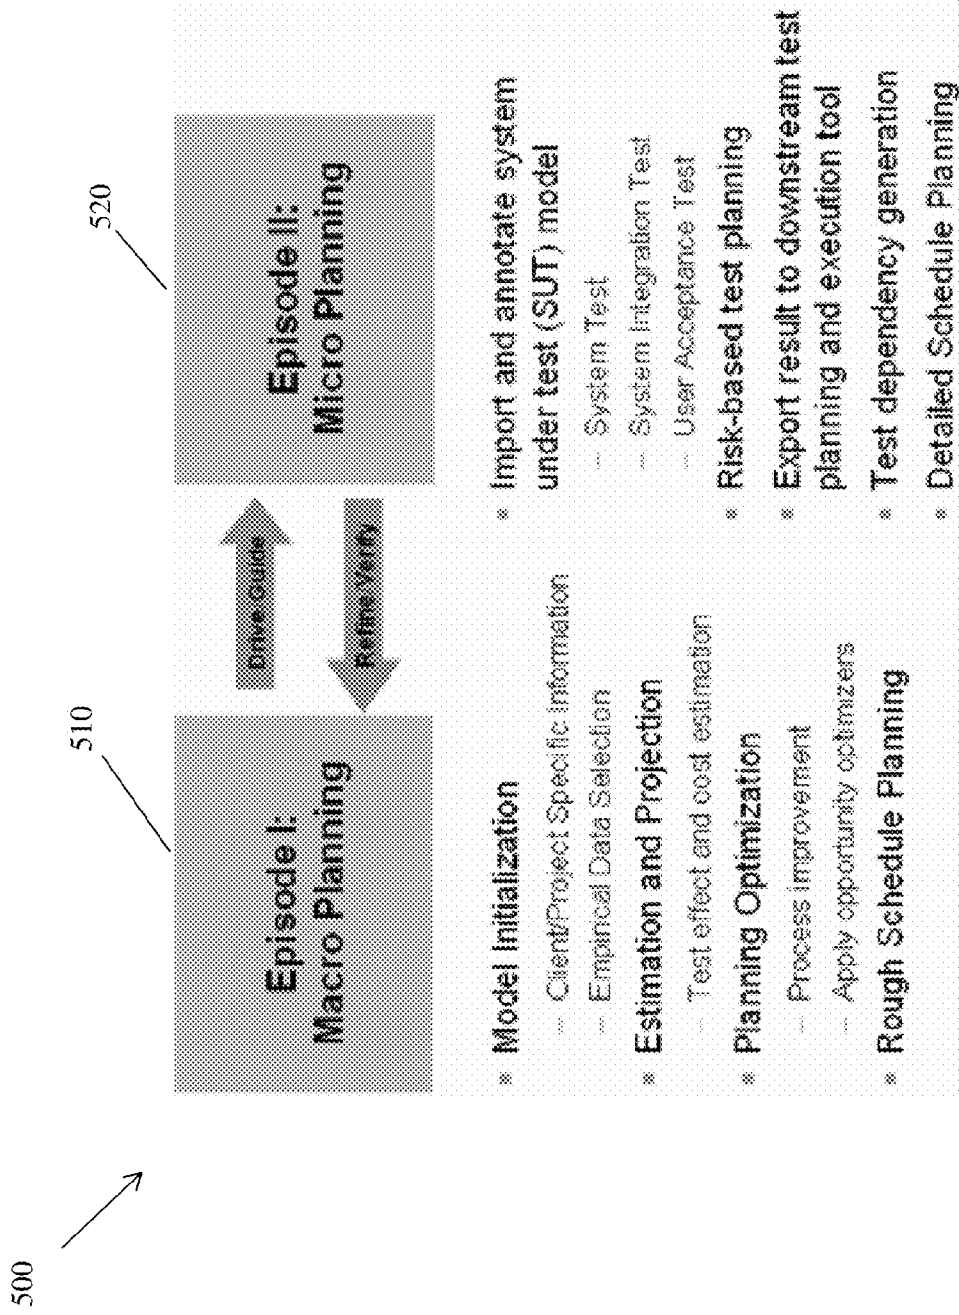 500
510
520
Episode I:
Macro Planning
Drive Guide
Refine Verify
Episode II:
Micro Planning
• Model Initialization
– Client/Project Specific Information
– Empirical Data Selection
• Estimation and Projection
– Test effect and cost estimation
• Planning Optimization
– Process improvement
– Apply opportunity optimizers
• Rough Schedule Planning
• Import and annotate system
under test (SUT) model
– System Test
– System Integration Test
– User Acceptance Test
• Risk-based test planning
• Export result to downstream test
planning and execution tool
• Test dependency generation
• Detailed Schedule Planning